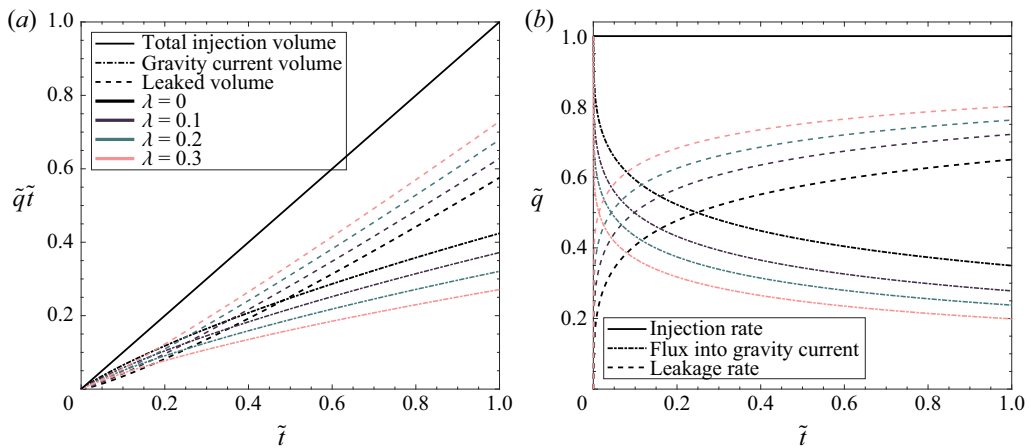 (a)
1.0
0.8
0.6
0.4
0.2
0
0.2
0.4
0.6
0.8
1.0
q̃t̃
t̃
Total injection volume
Gravity current volume
Leaked volume
λ = 0
λ = 0.1
λ = 0.2
λ = 0.3
(b)
1.0
0.8
0.6
0.4
0.2
0
0.2
0.4
0.6
0.8
1.0
q̃
t̃
Injection rate
Flux into gravity current
Leakage rate